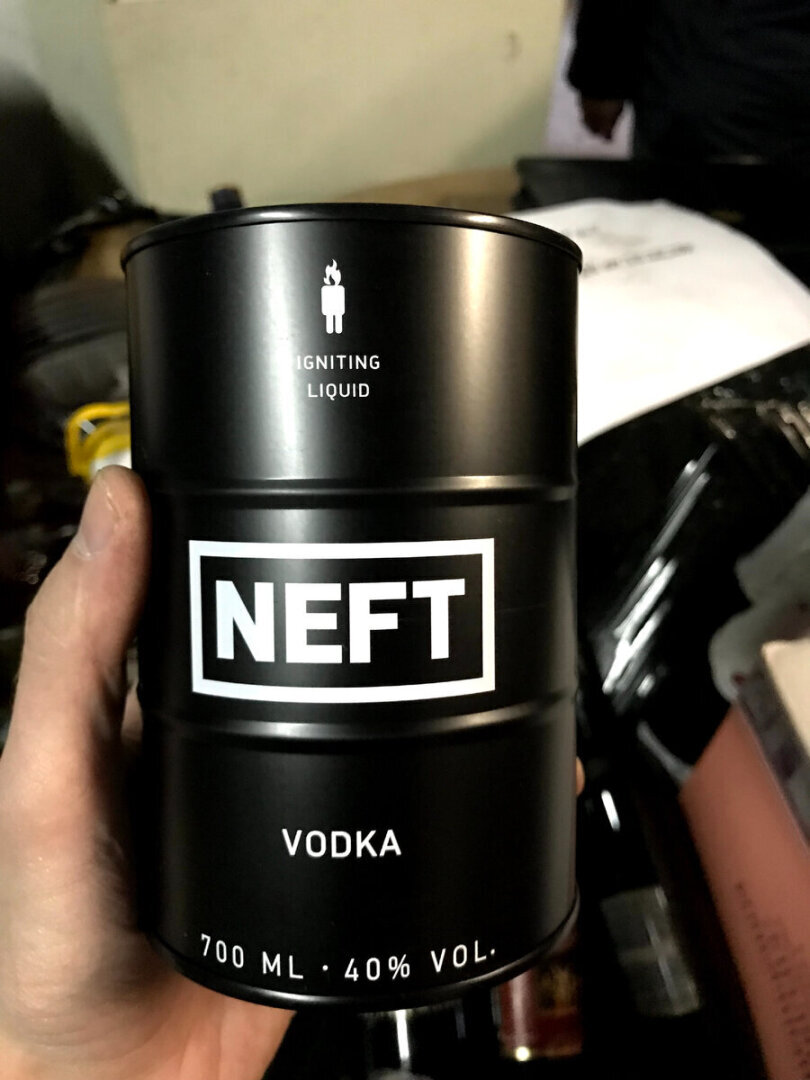 IGNITING
LIQUID
NEFT
VODKA
700 ML · 40% VOL.